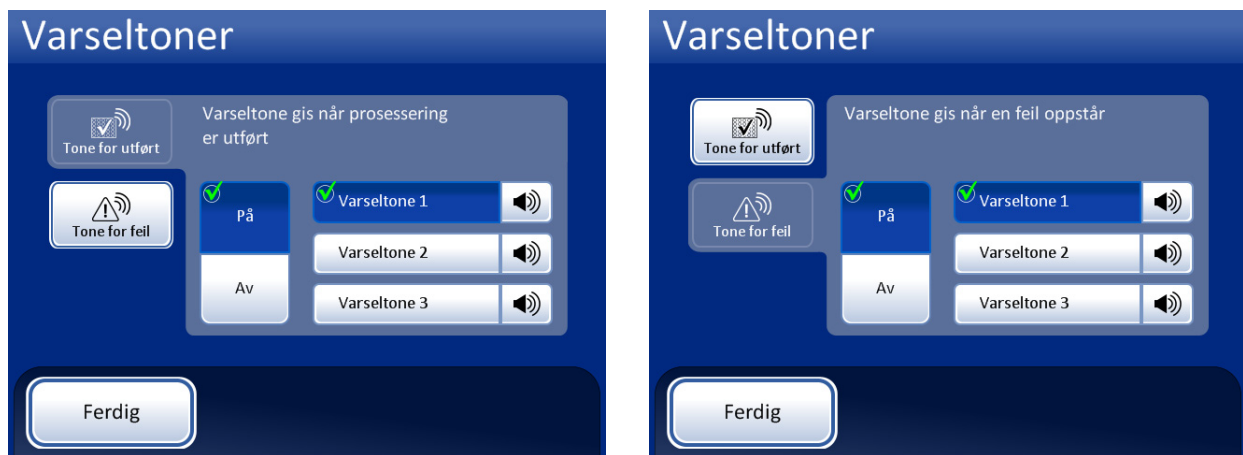 Varseltoner
Tone for utført
Varseltone gis når prosessering
er utført
Tone for feil
På
Av
Varseltone 1
Varseltone 2
Varseltone 3
Ferdig
Varseltoner
Tone for utført
Varseltone gis når en feil oppstår
Tone for feil
På
Av
Varseltone 1
Varseltone 2
Varseltone 3
Ferdig